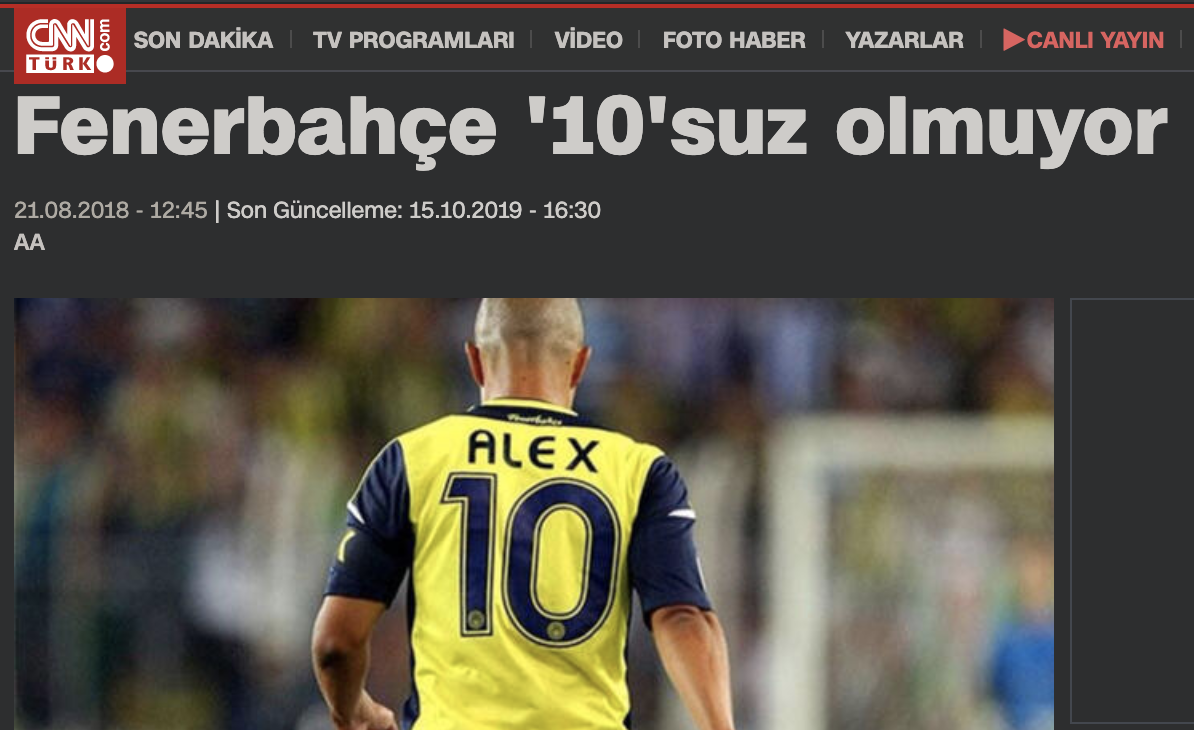 CNN
.com
TÜRK
SON DAKİKA
TV PROGRAMLARI
VİDEO
FOTO HABER
YAZARLAR
CANLI YAYIN
Fenerbahçe '10'suz olmuyor
21.08.2018 - 12:45 | Son Güncelleme: 15.10.2019 - 16:30
AA
Fenerbahçe
ALEX
10